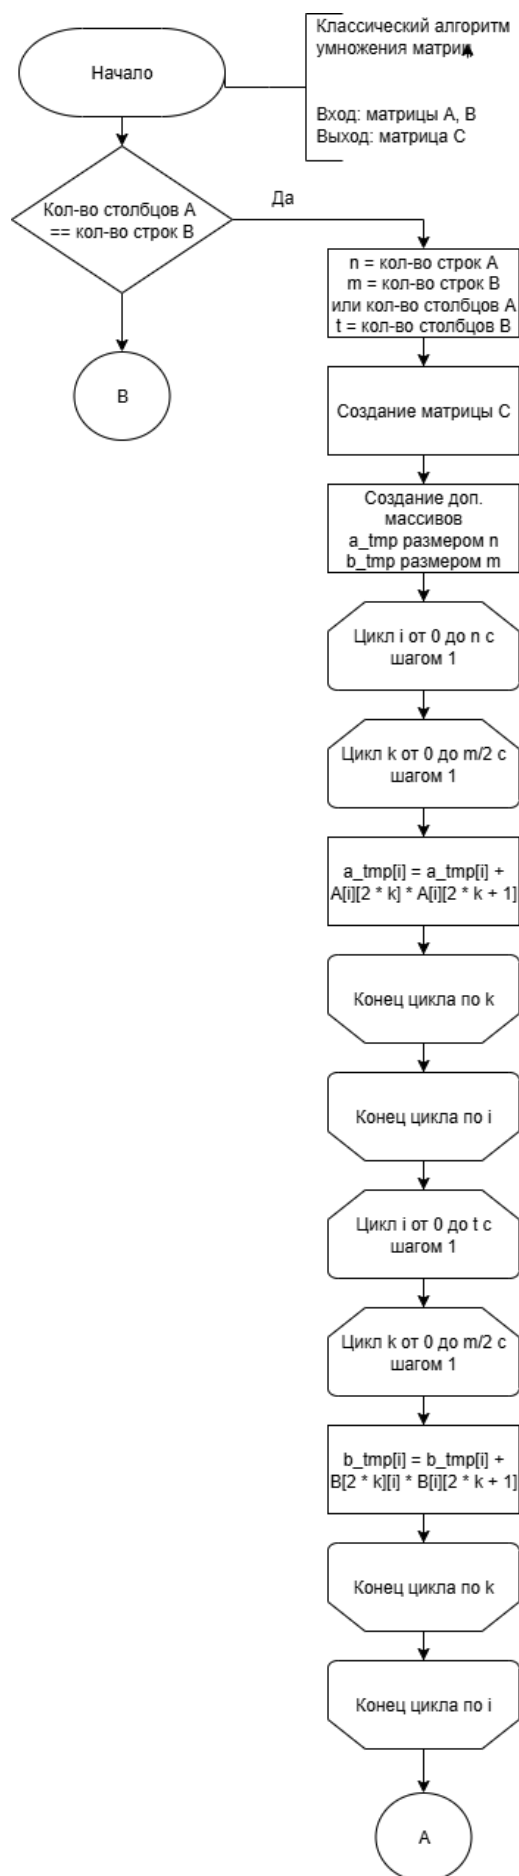 Начало
Классический алгоритм
умножения матриц
Вход: матрицы A, B
Выход: матрица C
Кол-во столбцов A
== кол-во строк B
Да
B
n = кол-во строк A
m = кол-во строк B
или кол-во столбцов A
t = кол-во столбцов B
Создание матрицы C
Создание доп.
массивов
a_tmp размером n
b_tmp размером m
Цикл i от 0 до n с
шагом 1
Цикл k от 0 до m/2 с
шагом 1
a_tmp[i] = a_tmp[i] +
A[i][2 * k] * A[i][2 * k + 1]
Конец цикла по k
Конец цикла по i
Цикл i от 0 до t с
шагом 1
Цикл k от 0 до m/2 с
шагом 1
b_tmp[i] = b_tmp[i] +
B[2 * k][i] * B[i][2 * k + 1]
Конец цикла по k
Конец цикла по i
A